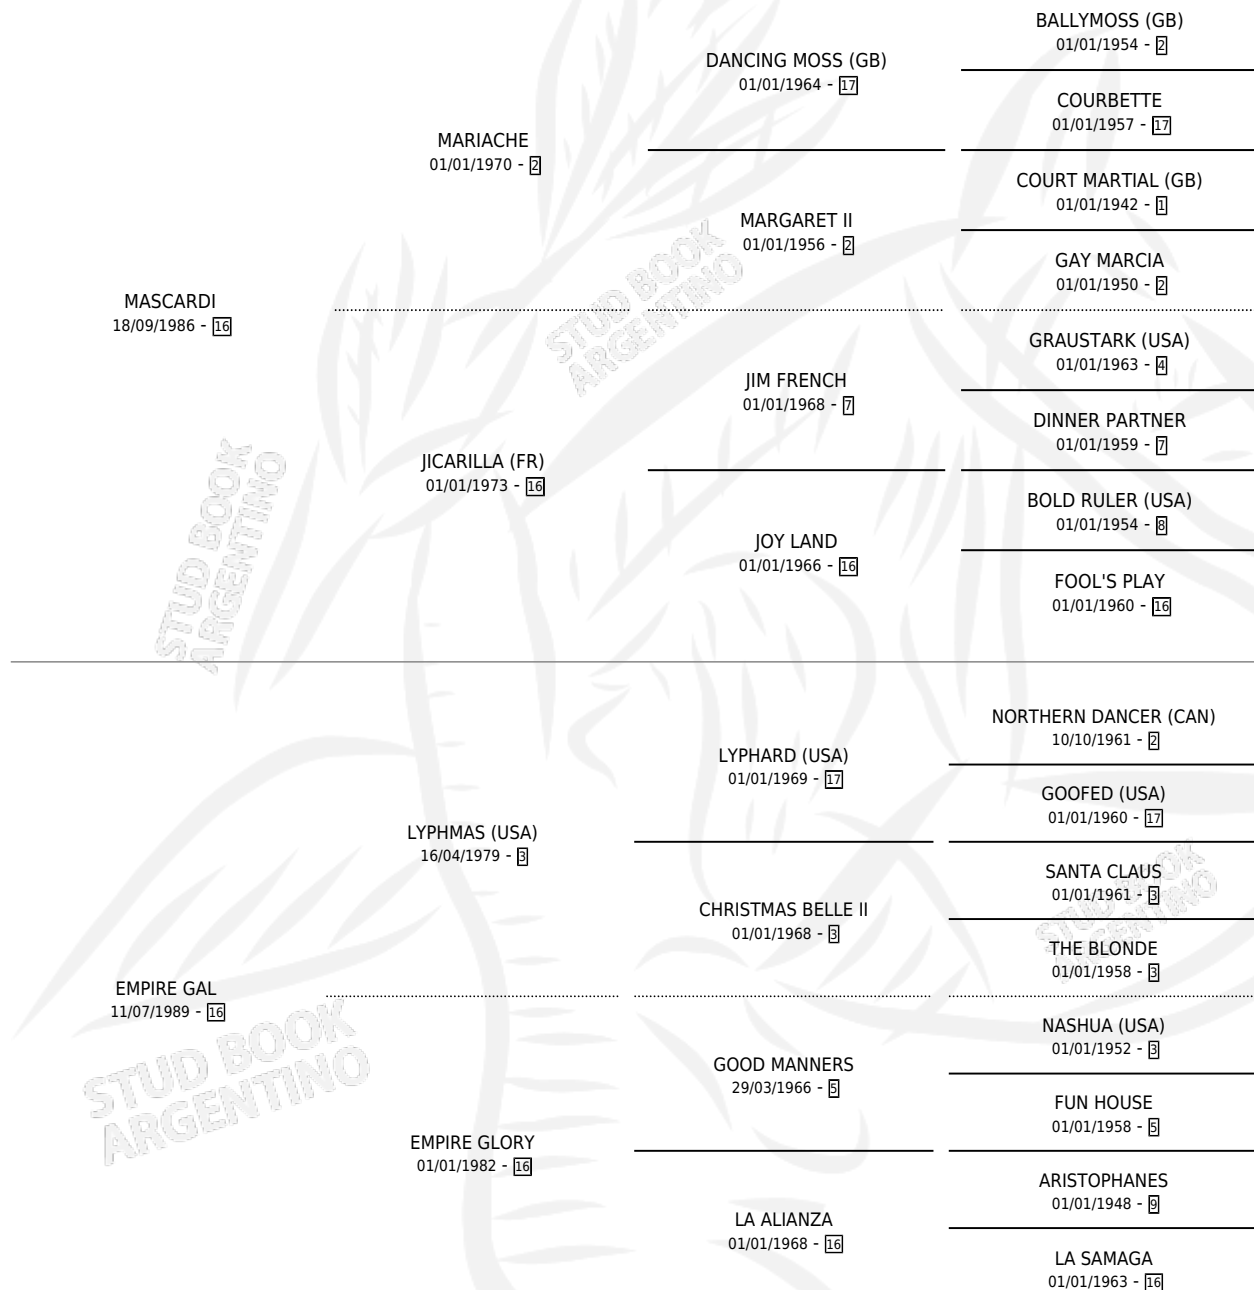 BALLYMOSS (GB)
01/01/1954 - 2
DANCING MOSS (GB)
01/01/1964 - 17
COURBETTE
01/01/1957 - 17
MARIACHE
01/01/1970 - 2
COURT MARTIAL (GB)
01/01/1942 - 1
MARGARET II
01/01/1956 - 2
GAY MARCIA
01/01/1950 - 2
MASCARDI
18/09/1986 - 16
GRAUSTARK (USA)
01/01/1963 - 4
JIM FRENCH
01/01/1968 - 7
DINNER PARTNER
01/01/1959 - 7
JICARILLA (FR)
01/01/1973 - 16
BOLD RULER (USA)
01/01/1954 - 8
JOY LAND
01/01/1966 - 16
FOOL'S PLAY
01/01/1960 - 16
NORTHERN DANCER (CAN)
10/10/1961 - 2
LYPHARD (USA)
01/01/1969 - 17
GOOFED (USA)
01/01/1960 - 17
LYPHMAS (USA)
16/04/1979 - 3
SANTA CLAUS
01/01/1961 - 3
CHRISTMAS BELLE II
01/01/1968 - 3
THE BLONDE
01/01/1958 - 3
EMPIRE GAL
11/07/1989 - 16
NASHUA (USA)
01/01/1952 - 3
GOOD MANNERS
29/03/1966 - 5
FUN HOUSE
01/01/1958 - 5
EMPIRE GLORY
01/01/1982 - 16
ARISTOPHANES
01/01/1948 - 9
LA ALIANZA
01/01/1968 - 16
LA SAMAGA
01/01/1963 - 16
STUD BOOK
ARGENTINO
STUD BOOK
ARGENTINO
STUD BOOK
ARGENTINO
STUD BOOK
ARGENTINO